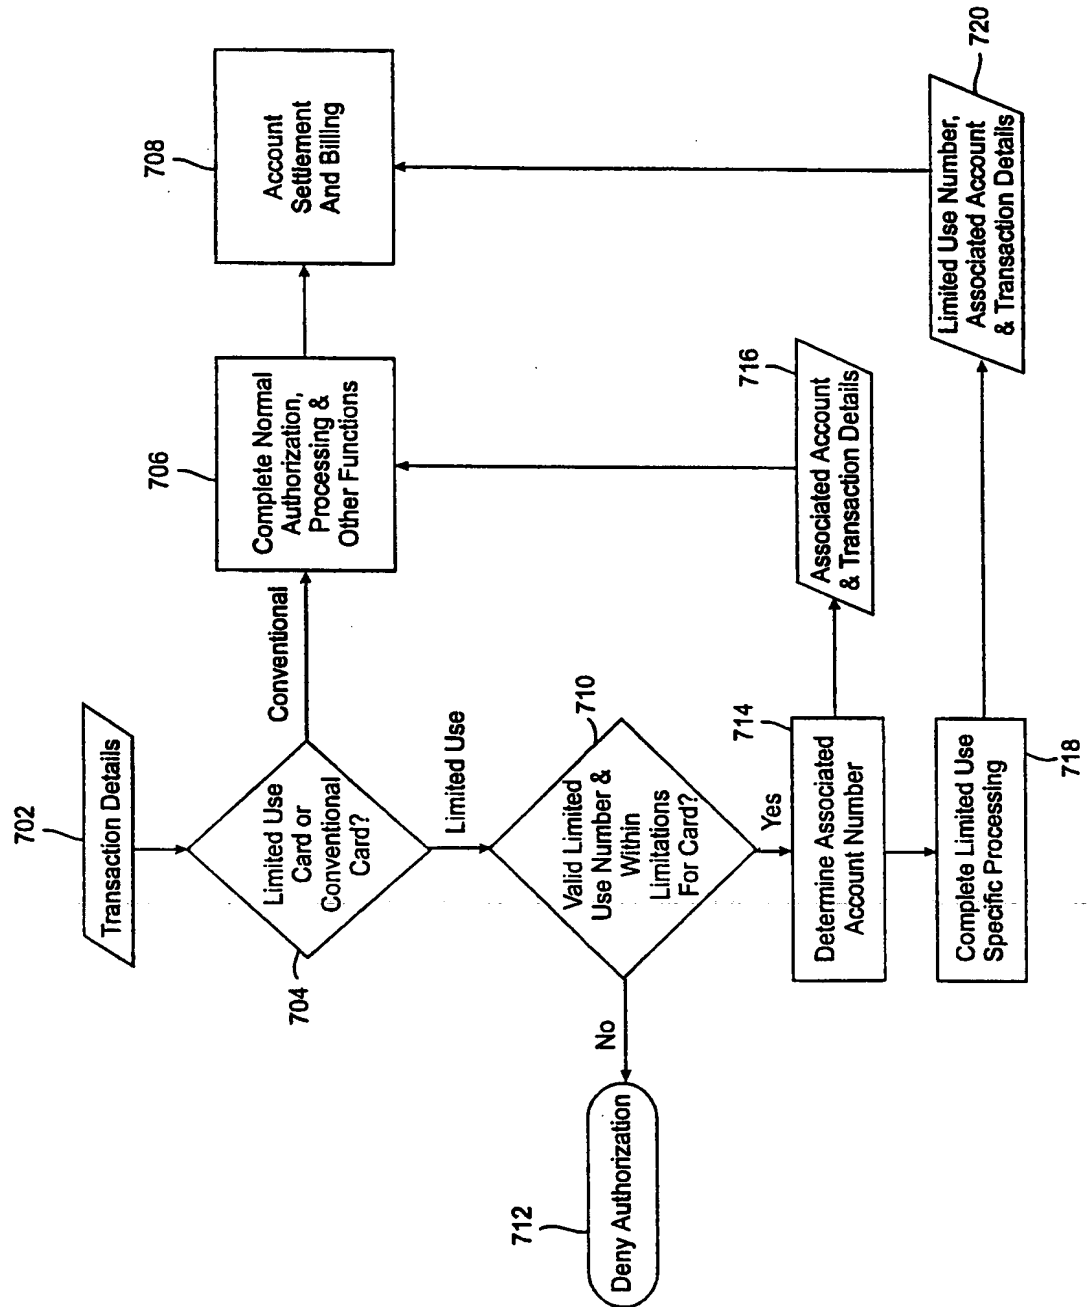 702
Transaction Details
Limited Use
Card or
Conventional
Card?
704
Conventional
706
Complete Normal
Authorization,
Processing &
Other Functions
708
Account
Settlement
And Billing
Limited Use
710
Valid Limited
Use Number &
Within
Limitations
For Card?
No
712
Deny Authorization
Yes
714
Determine Associated
Account Number
716
Associated Account
& Transaction Details
Complete Limited Use
Specific Processing
718
720
Limited Use Number,
Associated Account
& Transaction Details